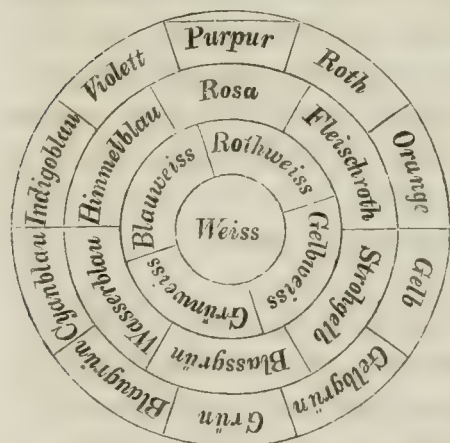 Purpur
Roth
Orange
Gelb
Gelbgrün
Grün
Blaugrün
Cyanblau
Indigoblau
Violett
Rosa
Fleischroth
Strohgelb
Blassgrün
Wasserblau
Himmelblau
Rothweiss
Gelbweiss
Grünweiss
Blauweiss
Weiss